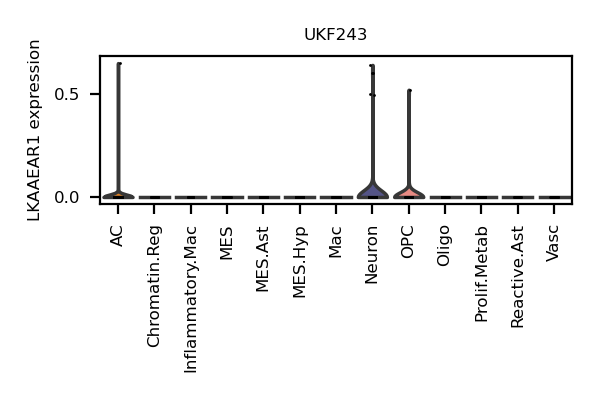 UKF243
LKAAEAR1 expression
0.5
0.0
AC
Chromatin.Reg
Inflammatory.Mac
MES
MES.Ast
MES.Hyp
Mac
Neuron
OPC
Oligo
Prolif.Metab
Reactive.Ast
Vasc